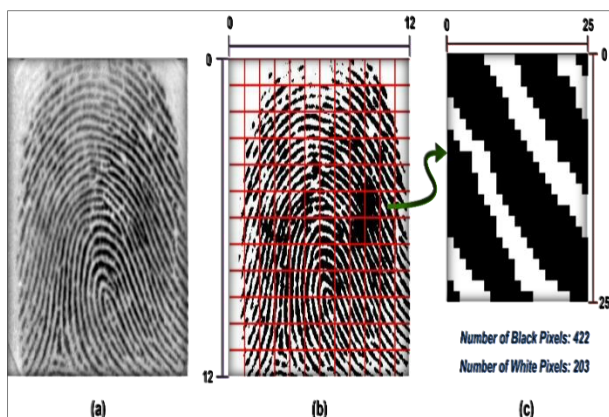 0 12
0
12
0 25
0
25
Number of Black Pixels: 422
Number of White Pixels: 203
(a) (b) (c)